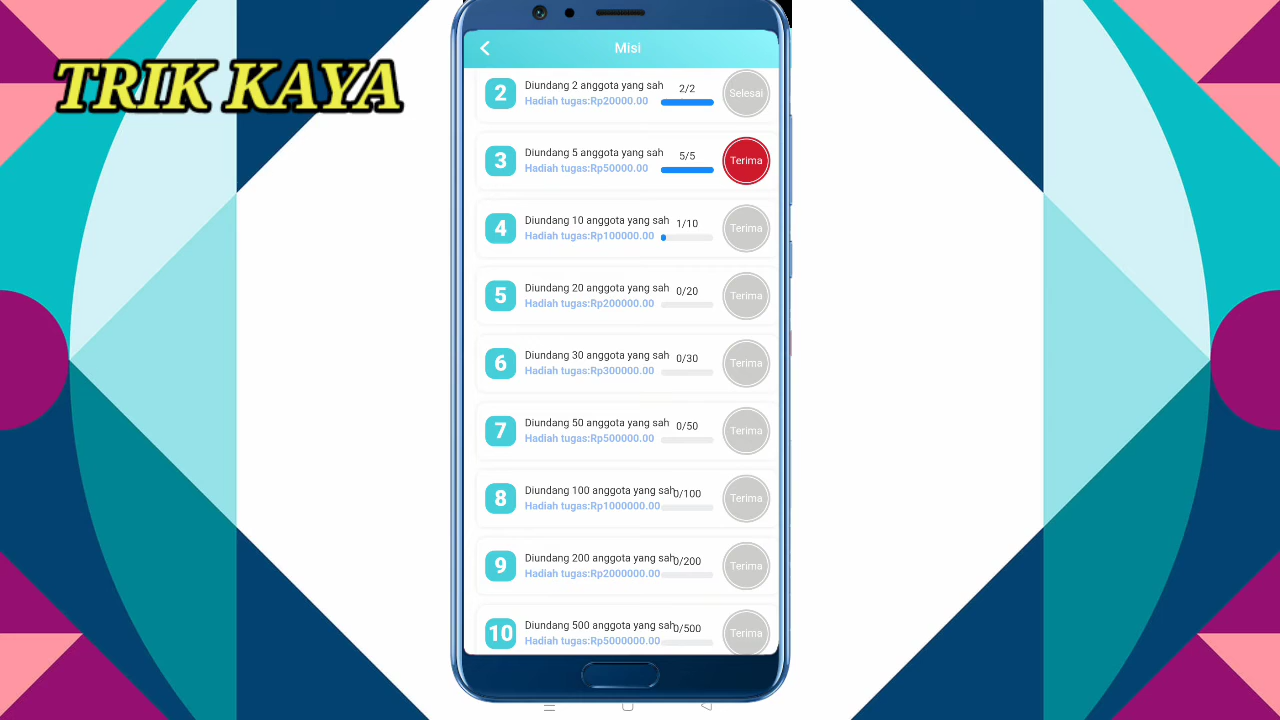 TRIK KAYA
Misi
2
Diundang 2 anggota yang sah
Hadiah tugas:Rp20000.00
2/2
Selesai
3
Diundang 5 anggota yang sah
Hadiah tugas:Rp50000.00
5/5
Terima
4
Diundang 10 anggota yang sah
Hadiah tugas:Rp100000.00
1/10
Terima
5
Diundang 20 anggota yang sah
Hadiah tugas:Rp200000.00
0/20
Terima
6
Diundang 30 anggota yang sah
Hadiah tugas:Rp300000.00
0/30
Terima
7
Diundang 50 anggota yang sah
Hadiah tugas:Rp500000.00
0/50
Terima
8
Diundang 100 anggota yang sah
Hadiah tugas:Rp1000000.00
0/100
Terima
9
Diundang 200 anggota yang sah
Hadiah tugas:Rp2000000.00
0/200
Terima
10
Diundang 500 anggota yang sah
Hadiah tugas:Rp5000000.00
0/500
Terima